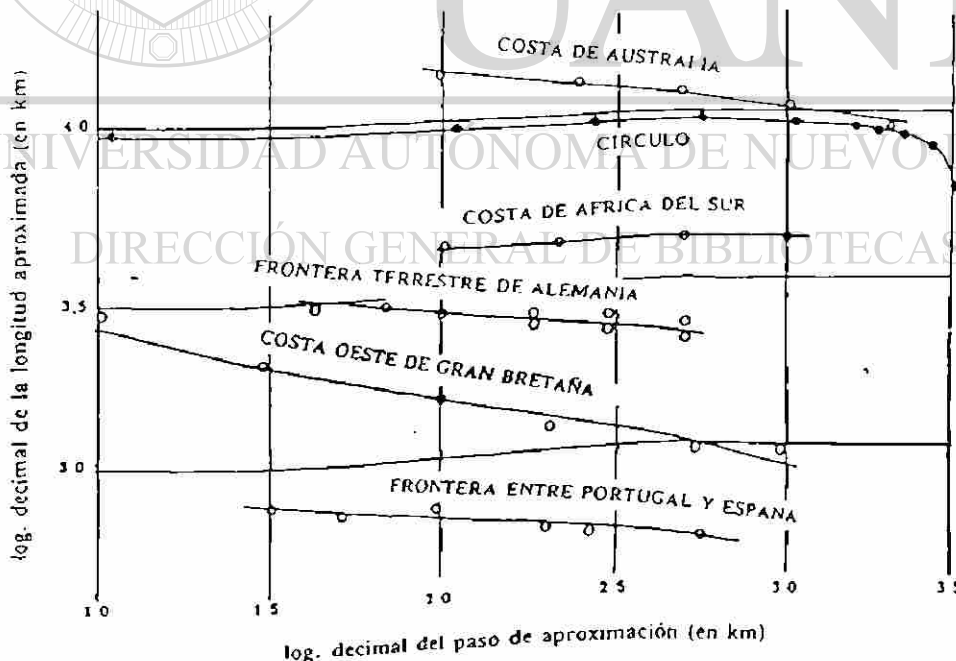 UAN
COSTA DE AUSTRALIA
4 0
CIRCULO
NIVERSIDAD AUTÓNOMA DE NUEVO
COSTA DE AFRICA DEL SUR
DIRECCIÓN GENERAL DE BIBLIOTECAS
FRONTERA TERRESTRE DE ALEMANIA
3.5
COSTA OESTE DE GRAN BRETAÑA
3 0
FRONTERA ENTRE PORTUGAL Y ESPANA
log. decimal de la longitud aproximada (en km)
1 0 1 5 2 0 2 5 3 0 3 5
log. decimal del paso de aproximación (en km)